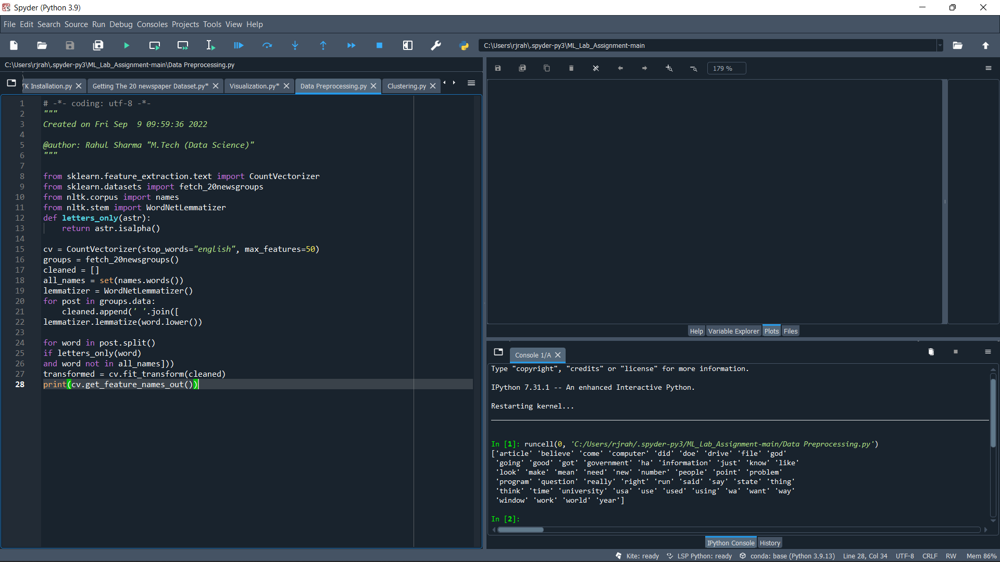 Spyder (Python 3.9)
File Edit Search Source Run Debug Consoles Projects Tools View Help
C:\Users\rjrah\.spyder-py3\ML_Lab_Assignment-main
C:\Users\rjrah\.spyder-py3\ML_Lab_Assignment-main\Data Preprocessing.py
TK Installation.py Getting The 20 newspaper Dataset.py* Visualization.py* Data Preprocessing.py Clustering.py
1 # -*- coding: utf-8 -*-
2 """
3 Created on Fri Sep  9 09:59:36 2022
4
5 @author: Rahul Sharma "M.Tech (Data Science)"
6 """
7
8 from sklearn.feature_extraction.text import CountVectorizer
9 from sklearn.datasets import fetch_20newsgroups
10 from nltk.corpus import names
11 from nltk.stem import WordNetLemmatizer
12 def letters_only(astr):
13     return astr.isalpha()
14
15 cv = CountVectorizer(stop_words="english", max_features=50)
16 groups = fetch_20newsgroups()
17 cleaned = []
18 all_names = set(names.words())
19 lemmatizer = WordNetLemmatizer()
20 for post in groups.data:
21     cleaned.append(' '.join([
22 lemmatizer.lemmatize(word.lower())
23
24 for word in post.split()
25 if letters_only(word)
26 and word not in all_names]))
27 transformed = cv.fit_transform(cleaned)
28 print(cv.get_feature_names_out())
179 %
Help Variable Explorer Plots Files
Console 1/A
Type "copyright", "credits" or "license" for more information.
IPython 7.31.1 -- An enhanced Interactive Python.
Restarting kernel...
In [1]: runcell(0, 'C:/Users/rjrah/.spyder-py3/ML_Lab_Assignment-main/Data Preprocessing.py')
['article' 'believe' 'come' 'computer' 'did' 'doe' 'drive' 'file' 'god'
'going' 'good' 'got' 'government' 'ha' 'information' 'just' 'know' 'like'
'look' 'make' 'mean' 'need' 'new' 'number' 'people' 'point' 'problem'
'program' 'question' 'really' 'right' 'run' 'said' 'say' 'state' 'thing'
'think' 'time' 'university' 'usa' 'use' 'used' 'using' 'wa' 'want' 'way'
'window' 'work' 'world' 'year']
In [2]:
IPython Console History
Kite: ready LSP Python: ready conda: base (Python 3.9.13) Line 28, Col 34 UTF-8 CRLF RW Mem 86%